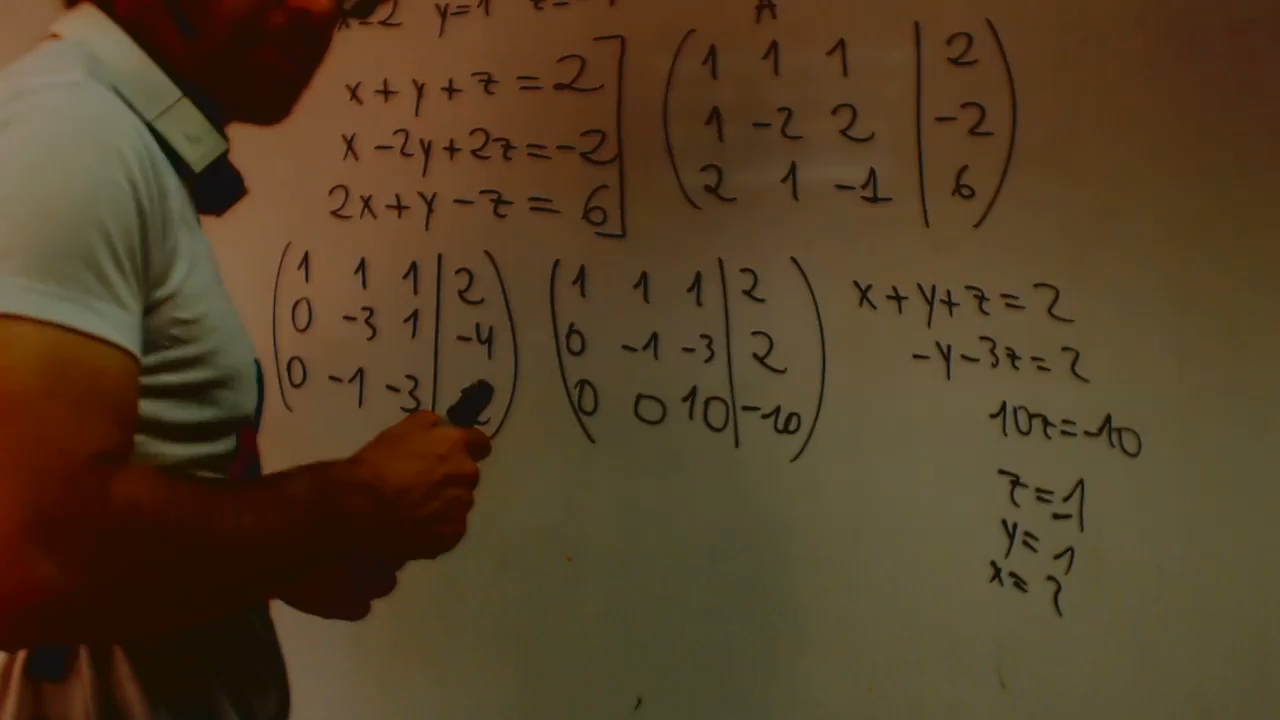 y=1
A
x+y+z=2
x-2y+2z=-2
2x+y-z=6
1 1 1 | 2
1 -2 2 | -2
2 1 -1 | 6
1 1 1 | 2
0 -3 1 | -4
0 -1 -3 |
1 1 1 | 2
0 -1 -3 | 2
0 0 10 | -10
x+y+z=2
-y-3z=2
10z=-10
z=-1
y=1
x=2